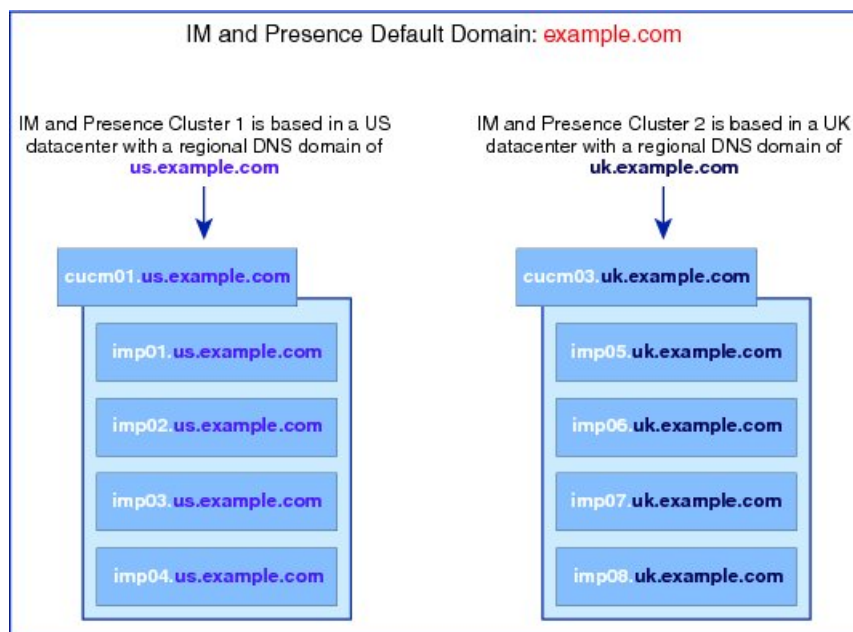 IM and Presence Default Domain: example.com
IM and Presence Cluster 1 is based in a US
datacenter with a regional DNS domain of
us.example.com
cucm01.us.example.com
imp01.us.example.com
imp02.us.example.com
imp03.us.example.com
imp04.us.example.com
IM and Presence Cluster 2 is based in a UK
datacenter with a regional DNS domain of
uk.example.com
cucm03.uk.example.com
imp05.uk.example.com
imp06.uk.example.com
imp07.uk.example.com
imp08.uk.example.com